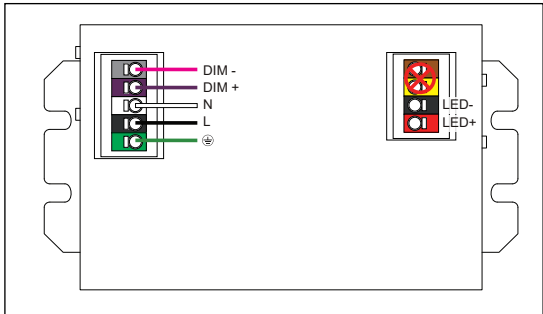 DIM -
DIM +
N
L
LED-
LED+